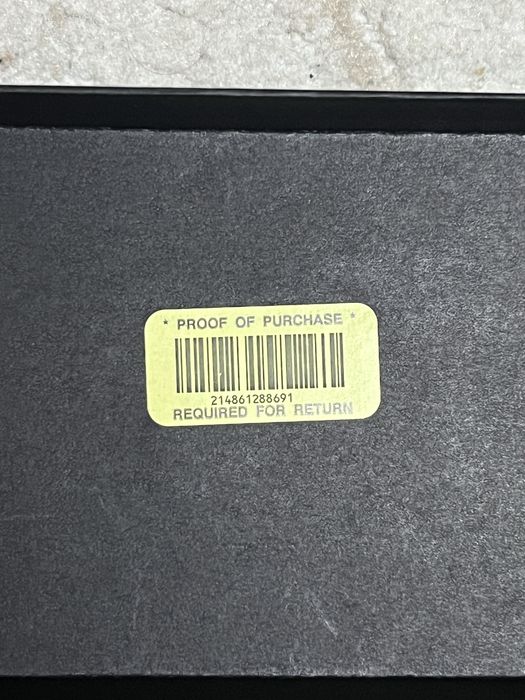 * PROOF OF PURCHASE *
214861288691
REQUIRED FOR RETURN